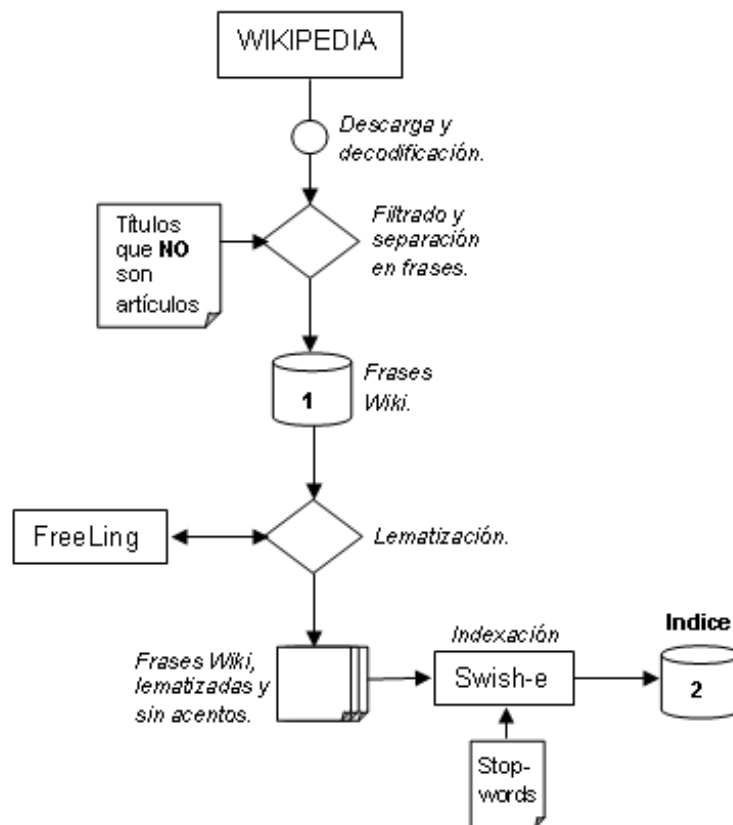 WIKIPEDIA
Descarga y
decodificación.
Títulos
que NO
son
artículos
Filtrado y
separación
en frases.
1
Frases
Wiki.
FreeLing
Lematización.
Frases Wiki,
lematizadas y
sin acentos.
Indexación
Swish-e
Indice
2
Stop-
words